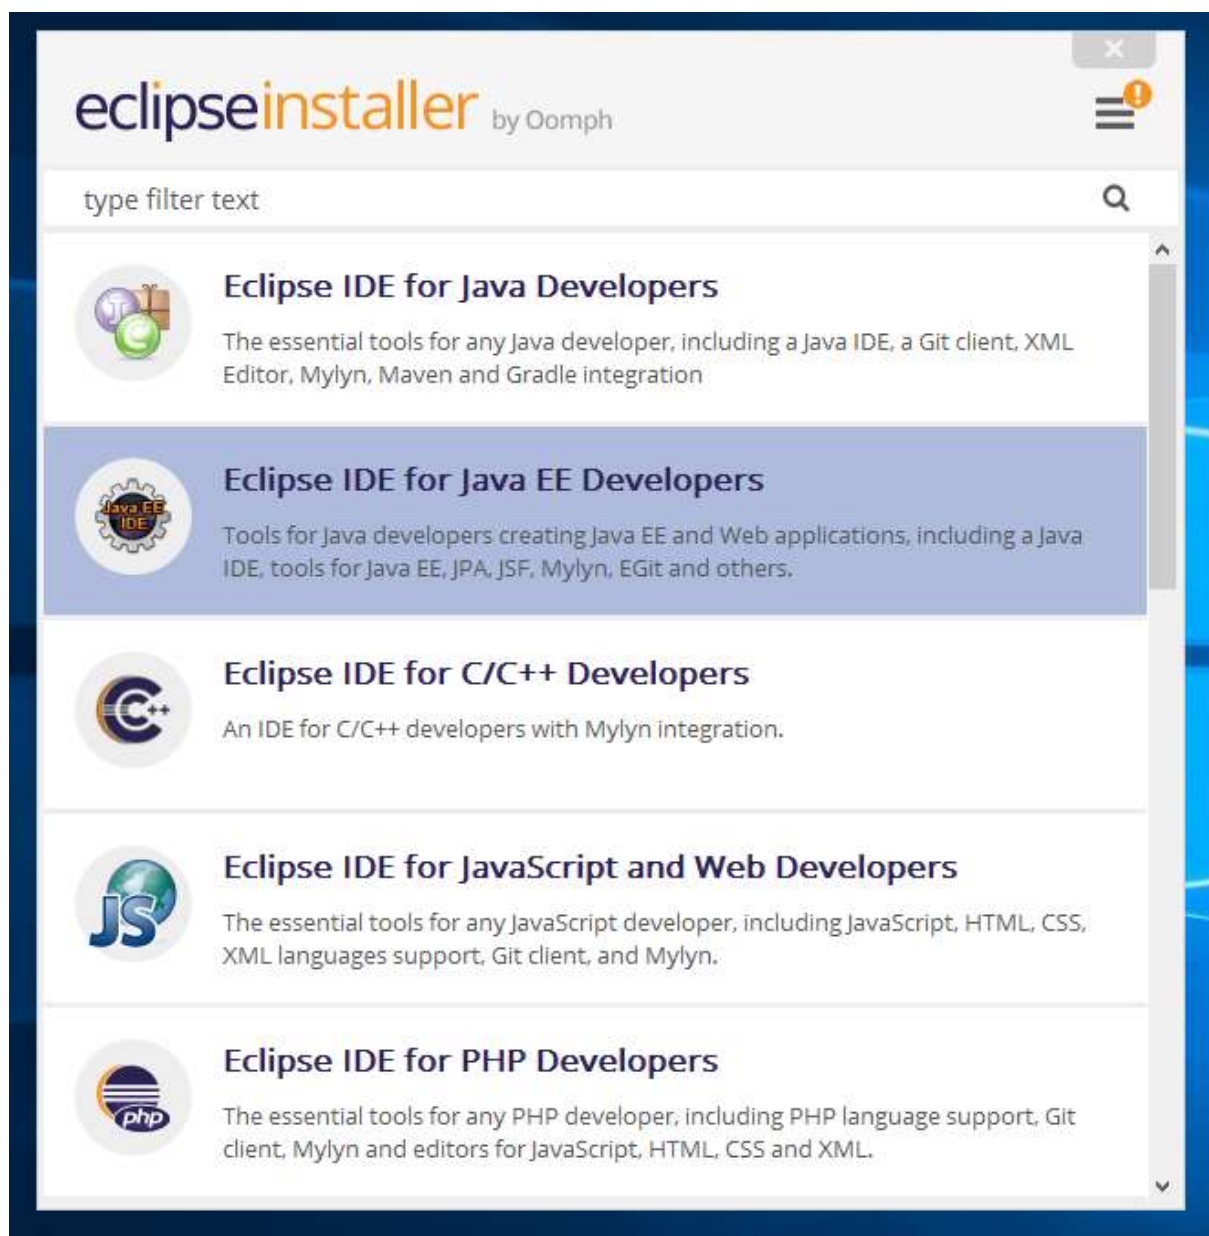 eclipseinstaller by Oomph
type filter text
Eclipse IDE for Java Developers
The essential tools for any Java developer, including a Java IDE, a Git client, XML
Editor, Mylyn, Maven and Gradle integration
Eclipse IDE for Java EE Developers
Java EE
IDE
Tools for Java developers creating Java EE and Web applications, including a Java
IDE, tools for Java EE, JPA, JSF, Mylyn, EGit and others.
Eclipse IDE for C/C++ Developers
C++
An IDE for C/C++ developers with Mylyn integration.
Eclipse IDE for JavaScript and Web Developers
JS
The essential tools for any JavaScript developer, including JavaScript, HTML, CSS,
XML languages support, Git client, and Mylyn.
Eclipse IDE for PHP Developers
php
The essential tools for any PHP developer, including PHP language support, Git
client, Mylyn and editors for JavaScript, HTML, CSS and XML.